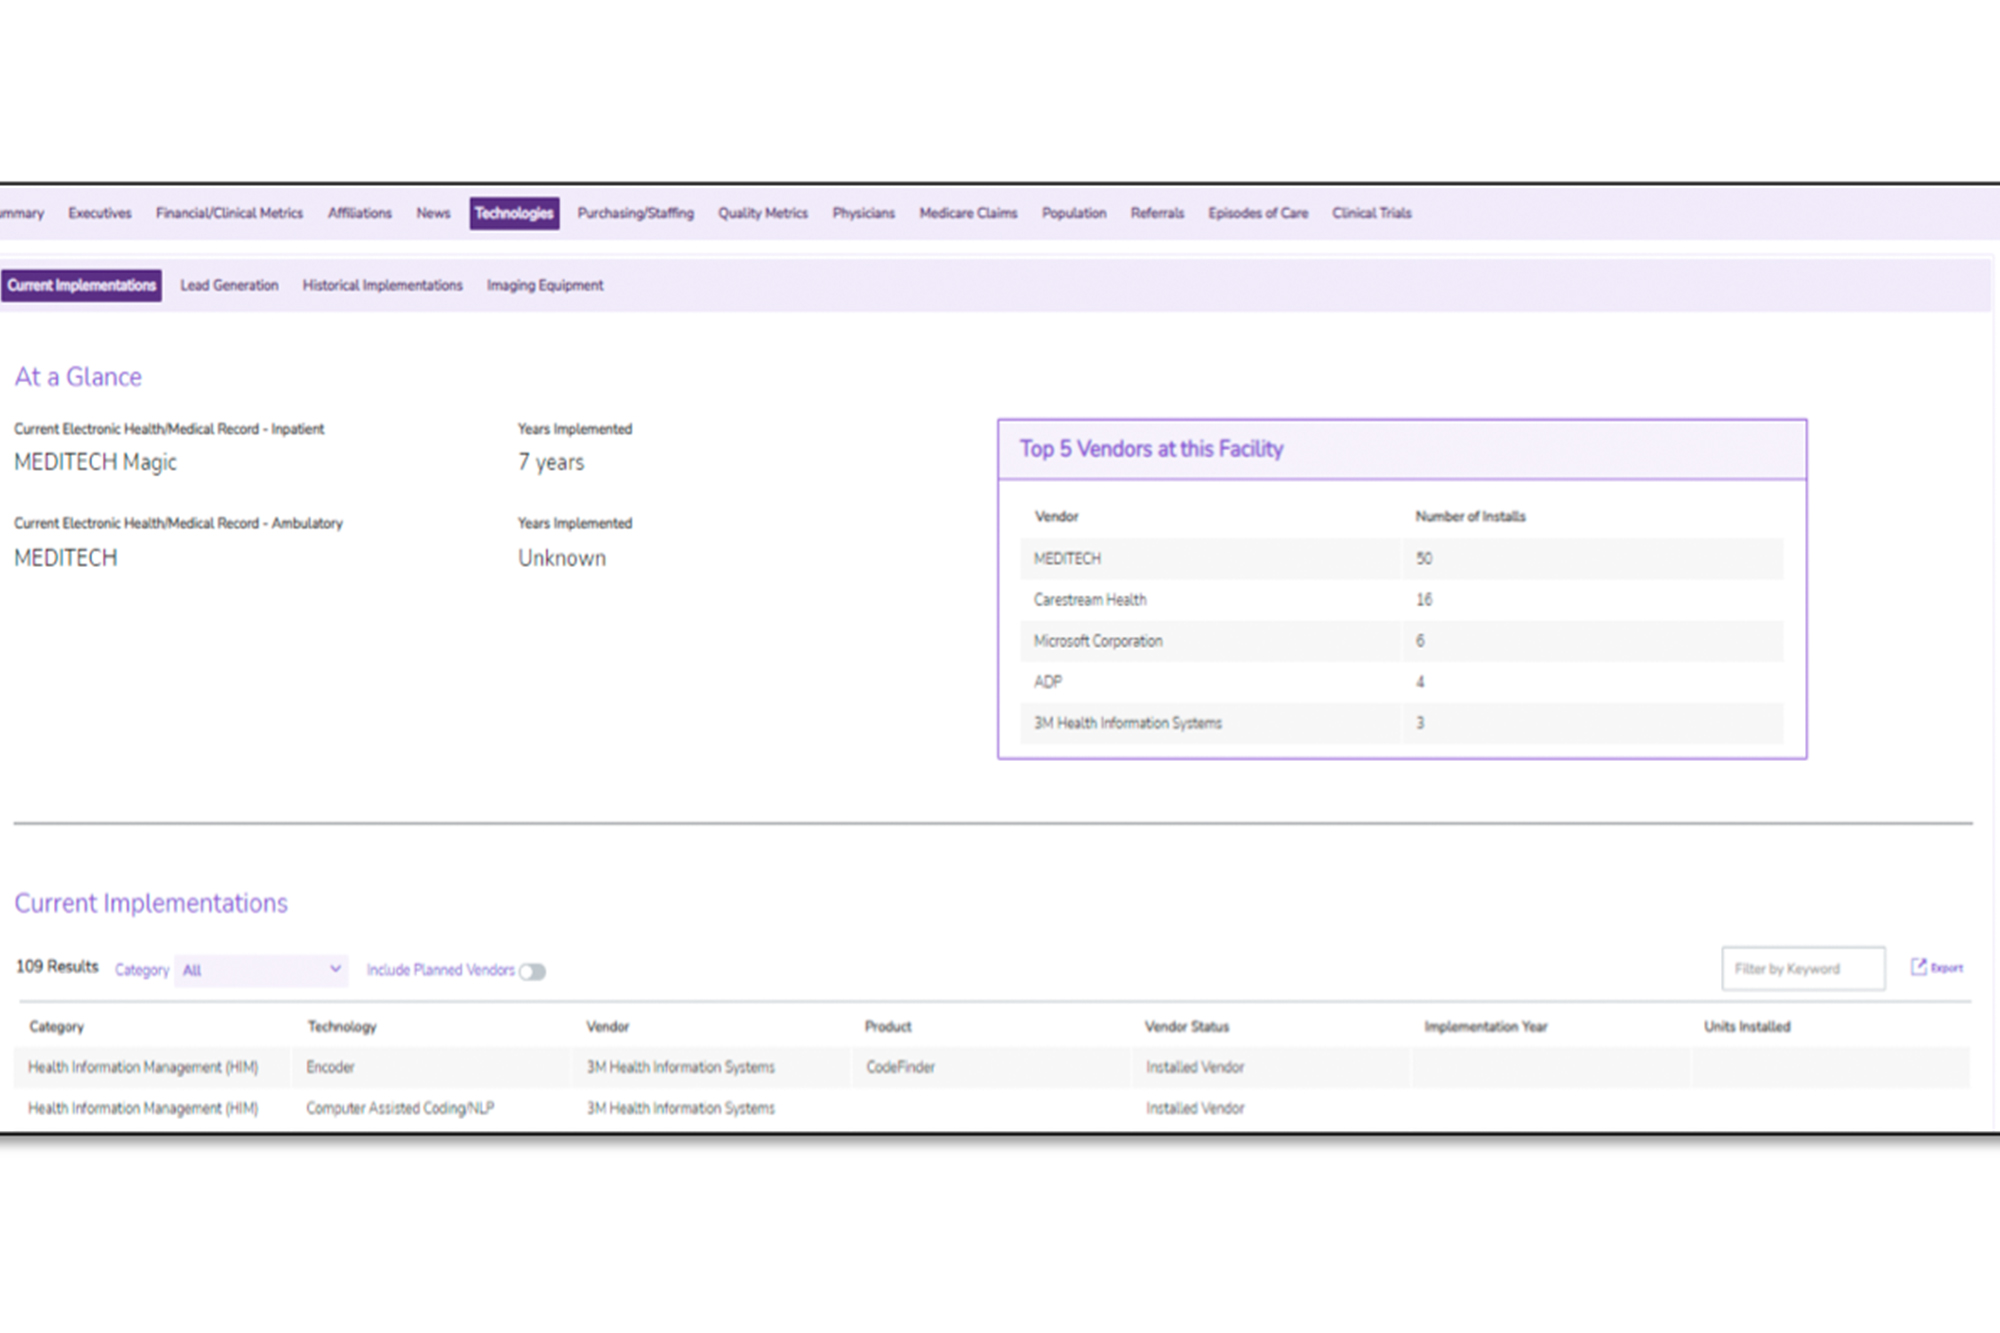 ummary Executives Financial/Clinical Metrics Affiliations News Technologies Purchasing/Staffing Quality Metrics Physicians Medicare Claims Population Referrals Episodes of Care Clinical Trials
Current Implementations Lead Generation Historical Implementations Imaging Equipment
At a Glance
Current Electronic Health/Medical Record - Inpatient Years Implemented
MEDITECH Magic 7 years
Current Electronic Health/Medical Record - Ambulatory Years Implemented
MEDITECH Unknown
Top 5 Vendors at this Facility
Vendor Number of Installs
MEDITECH 50
Carestream Health 16
Microsoft Corporation 6
ADP 4
3M Health Information Systems 3
Current Implementations
109 Results Category All Include Planned Vendors Filter by Keyword Export
Category Technology Vendor Product Vendor Status Implementation Year Units Installed
Health Information Management (HIM) Encoder 3M Health Information Systems CodeFinder Installed Vendor
Health Information Management (HIM) Computer Assisted Coding/NLP 3M Health Information Systems Installed Vendor